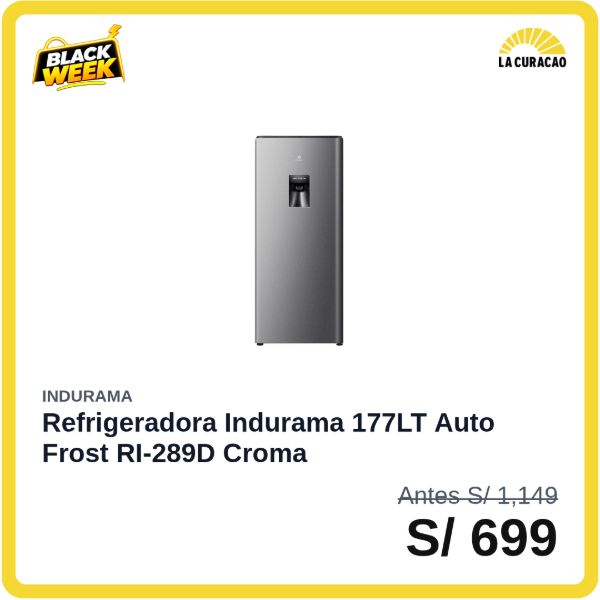 BLACK
WEEK
LA CURACAO
INDURAMA
Refrigeradora Indurama 177LT Auto
Frost RI-289D Croma
Antes S/ 1,149
S/ 699